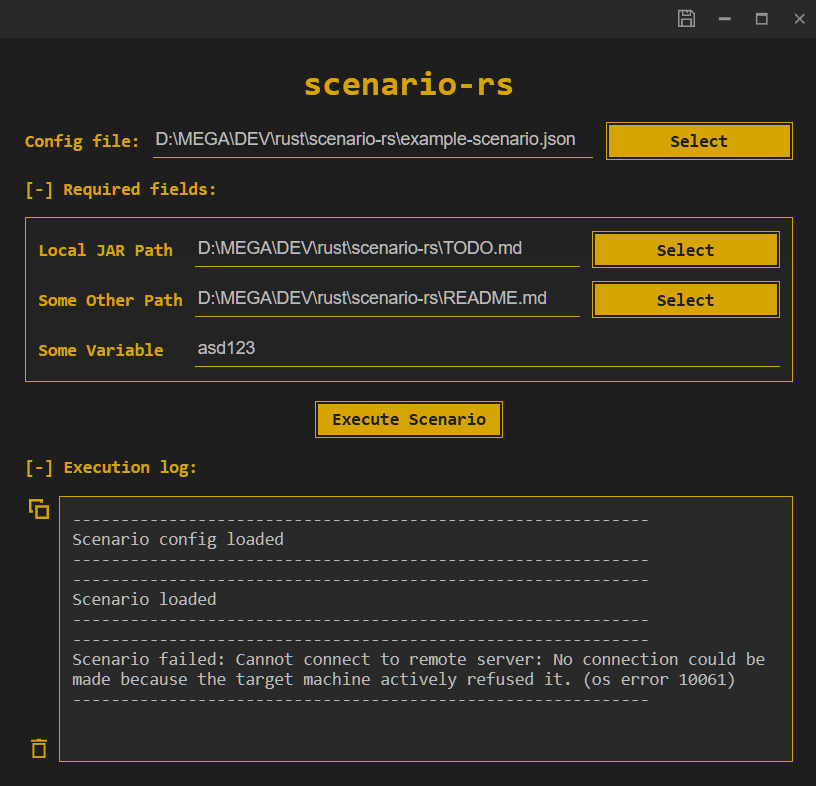 scenario-rs
Config file: D:\MEGA\DEV\rust\scenario-rs\example-scenario.json Select
[-] Required fields:
Local JAR Path D:\MEGA\DEV\rust\scenario-rs\TODO.md Select
Some Other Path D:\MEGA\DEV\rust\scenario-rs\README.md Select
Some Variable asd123
Execute Scenario
[-] Execution log:
------------------------------------------------------------
Scenario config loaded
------------------------------------------------------------
------------------------------------------------------------
Scenario loaded
------------------------------------------------------------
------------------------------------------------------------
Scenario failed: Cannot connect to remote server: No connection could be
made because the target machine actively refused it. (os error 10061)
------------------------------------------------------------